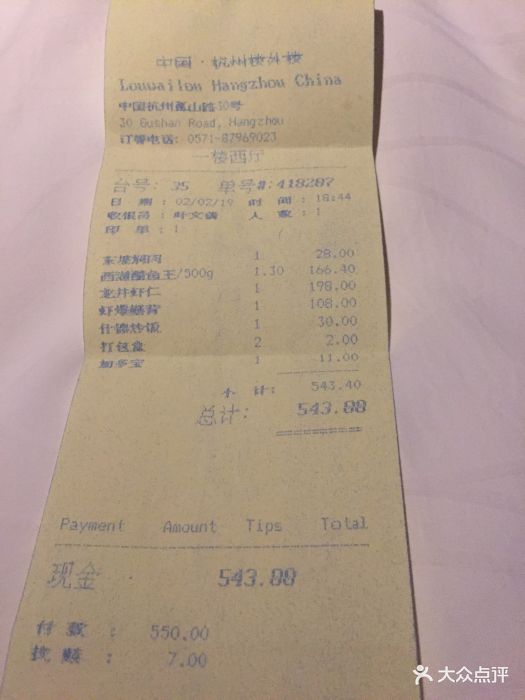 中国·杭州楼外楼
Louwailou Hangzhou China
中国杭州孤山路30号
30 Gushan Road, Hangzhou
订餐电话: 0571-87969023
一楼西厅
台号: 35 单号#:418287
日 期 : 02/02/19 时 间 : 18:44
收银员 : 叶文 人 数 : 1
印 单 : 1
东坡焖肉 1 28.00
西湖醋鱼王/500g 1.30 166.40
龙井虾仁 1 198.00
虾爆鳝背 1 108.00
什锦炒饭 1 30.00
打包盒 2 2.00
加多宝 1 11.00
小 计: 543.40
总计: 543.00
Payment Amount Tips Total
现金 543.00
付款 : 550.00
找赎 : 7.00
大众点评